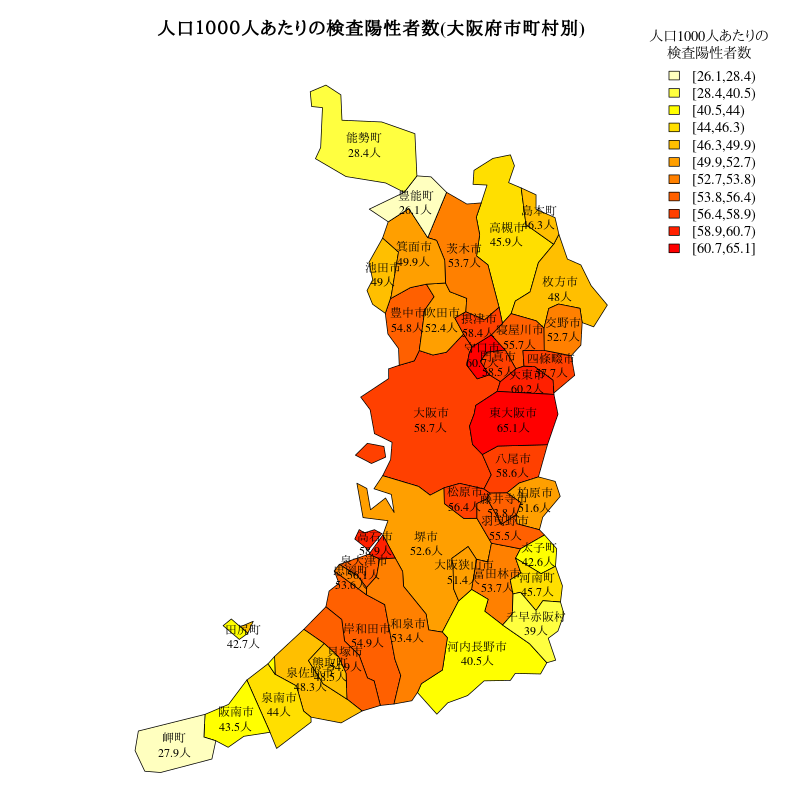 人口1000人あたりの検査陽性者数(大阪府市町村別)
人口1000人あたりの
検査陽性者数
[26.1,28.4)
[28.4,40.5)
[40.5,44)
[44,46.3)
[46.3,49.9)
[49.9,52.7)
[52.7,53.8)
[53.8,56.4)
[56.4,58.9)
[58.9,60.7)
[60.7,65.1]
能勢町
28.4人
豊能町
26.1人
島本町
46.3人
高槻市
45.9人
箕面市
49.9人
茨木市
53.7人
池田市
49人
枚方市
48人
豊中市
54.8人
吹田市
52.4人
摂津市
58.4人
寝屋川市
55.7人
交野市
52.7人
守口市
60.7人
門真市
58.5人
四條畷市
57.7人
大東市
60.2人
大阪市
58.7人
東大阪市
65.1人
八尾市
58.6人
松原市
56.4人
藤井寺市
53.8人
柏原市
51.6人
羽曳野市
55.5人
高石市
58.9人
堺市
52.6人
太子町
42.6人
泉大津市
56.1人
忠岡町
53.6人
大阪狭山市
51.4人
富田林市
53.7人
河南町
45.7人
千早赤阪村
39人
田尻町
42.7人
岸和田市
54.9人
和泉市
53.4人
河内長野市
40.5人
貝塚市
54.9人
熊取町
48.5人
泉佐野市
48.3人
泉南市
44人
阪南市
43.5人
岬町
27.9人